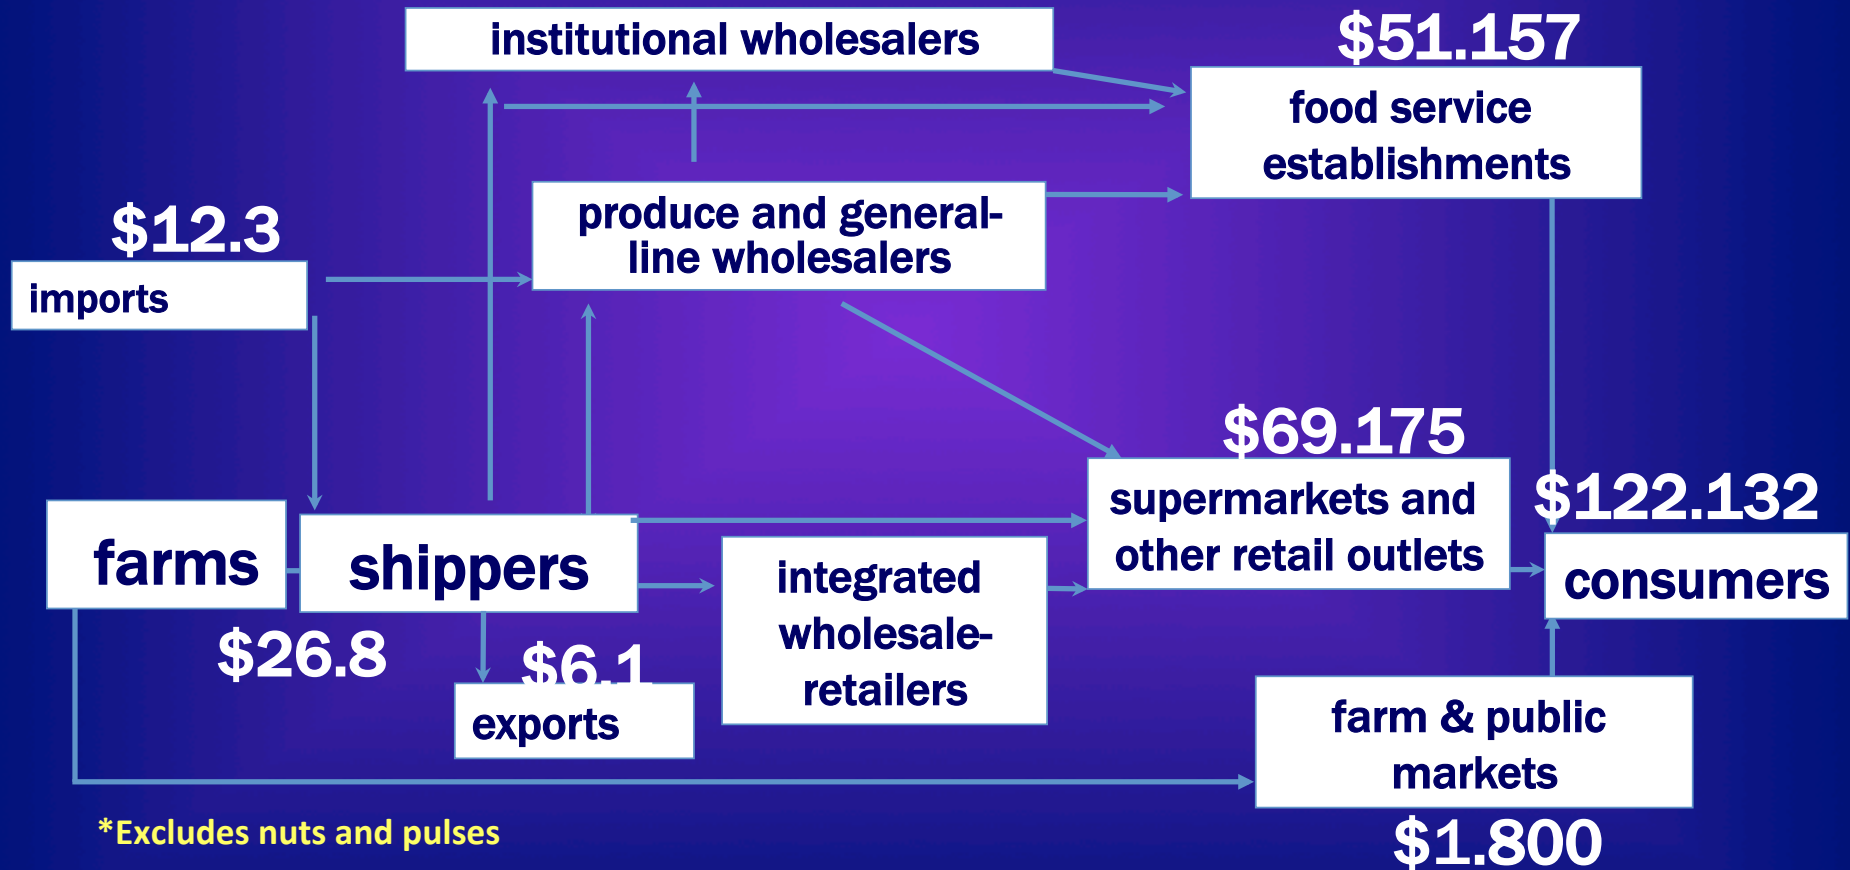 institutional wholesalers
$51.157
food service
establishments
produce and general-
line wholesalers
$12.3
imports
$69.175
supermarkets and
other retail outlets
$122.132
consumers
farms
shippers
$26.8
$6.1
exports
integrated
wholesale-
retailers
farm & public
markets
$1.800
*Excludes nuts and pulses